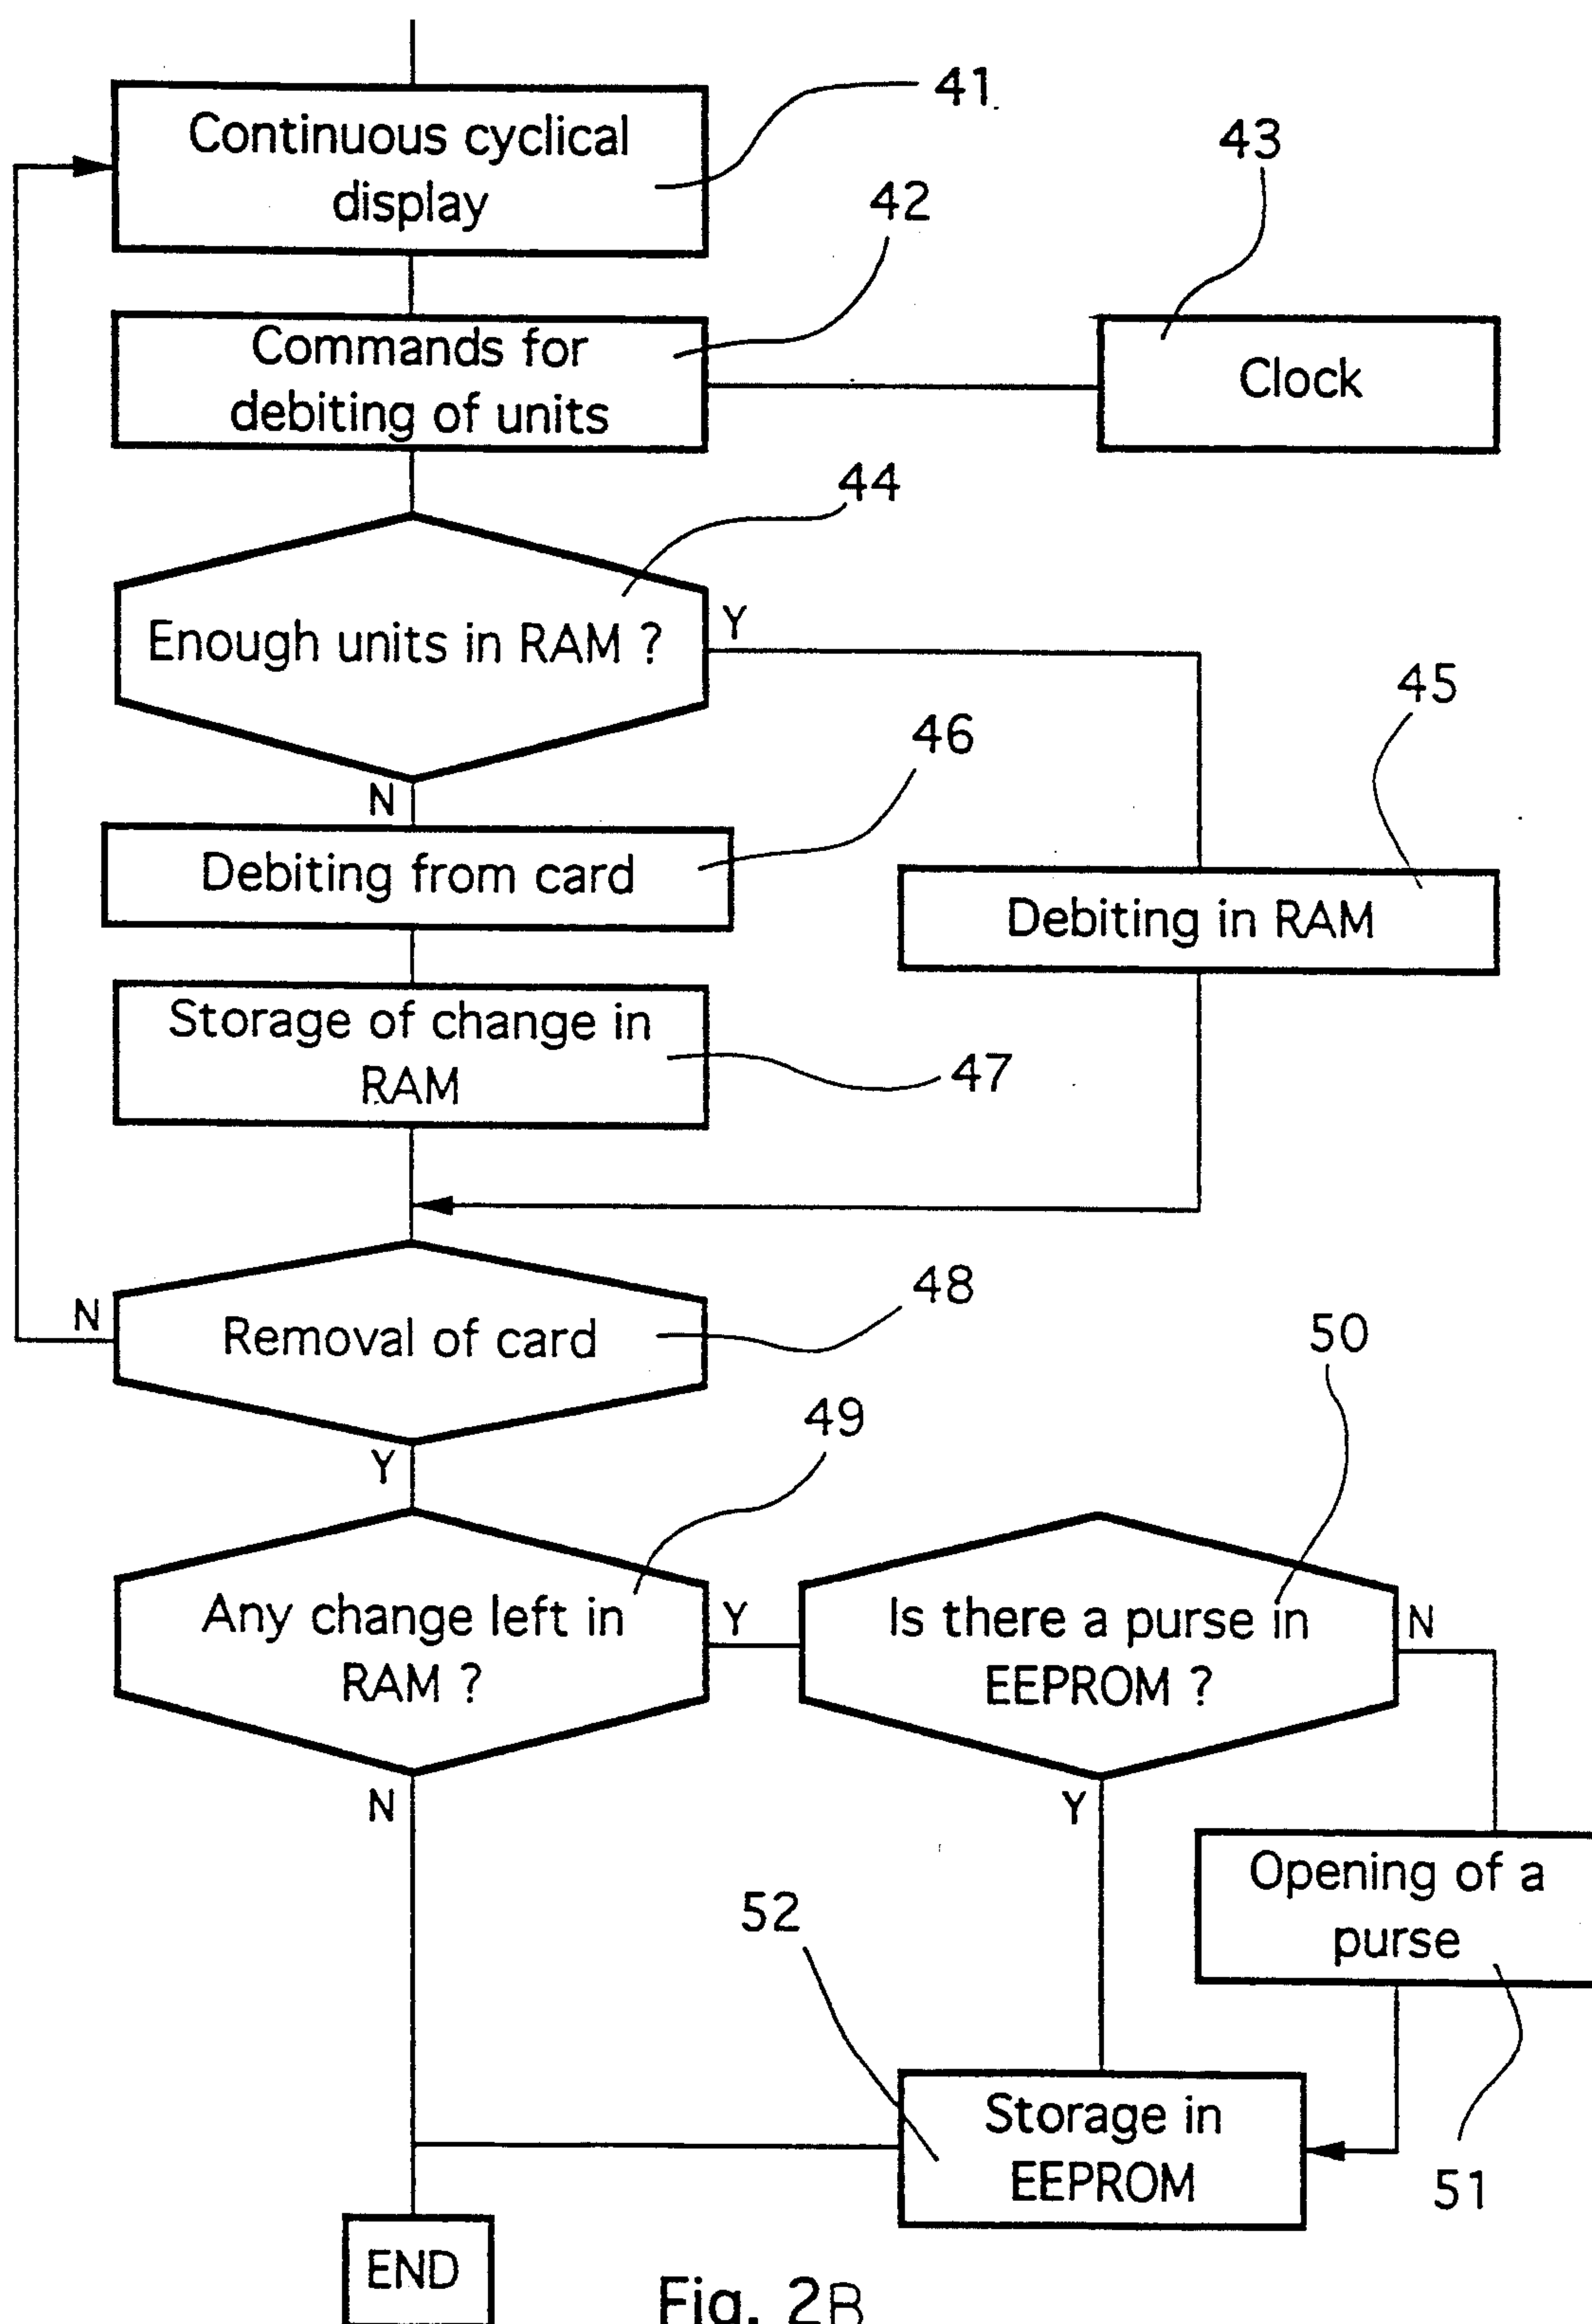 41
Continuous cyclical
display
42
43
Commands for
debiting of units
Clock
44
Enough units in RAM ?
Y
45
46
N
Debiting from card
Debiting in RAM
Storage of change in
RAM
47
48
N
Removal of card
50
49
Y
Any change left in
RAM ?
Y
Is there a purse in
EEPROM ?
N
N
Y
Opening of a
purse
52
Storage in
EEPROM
51
END
Fig. 2B